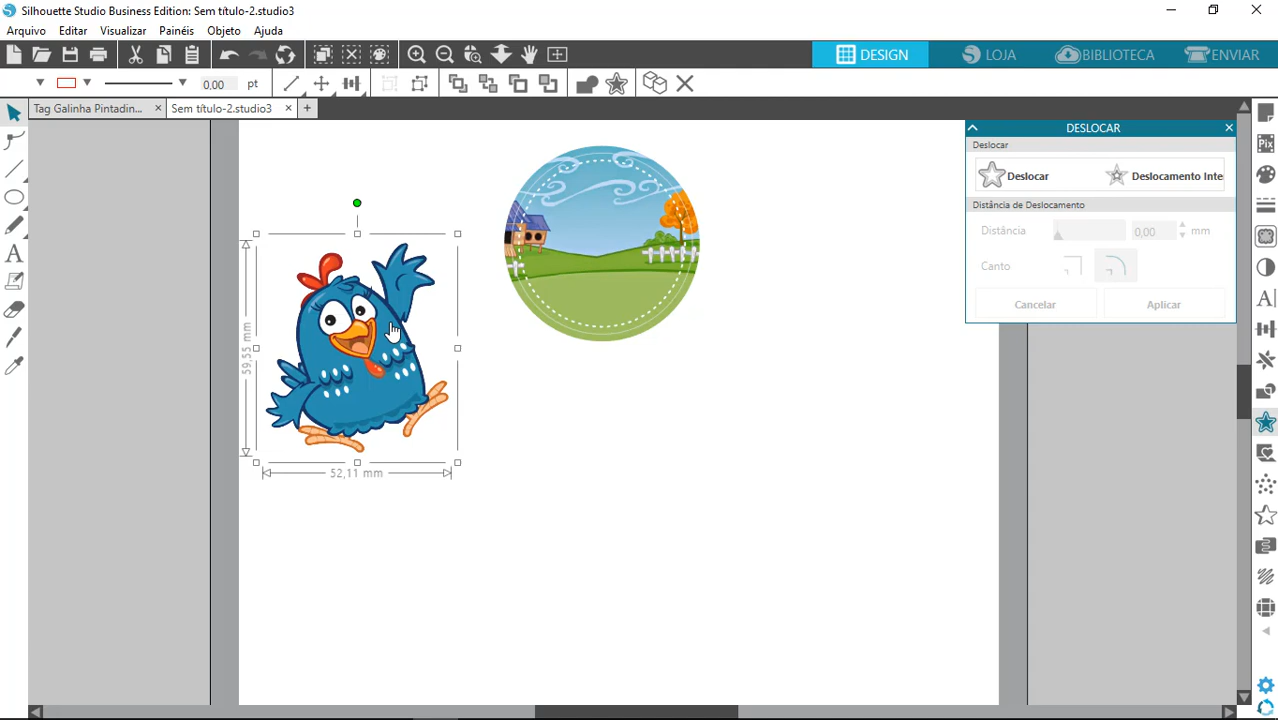 Silhouette Studio Business Edition: Sem título-2.studio3
Arquivo Editar Visualizar Painéis Objeto Ajuda
DESIGN LOJA BIBLIOTECA ENVIAR
0,00 pt
Tag Galinha Pintadin... Sem título-2.studio3
DESLOCAR
Deslocar
Deslocar Deslocamento Inte
Distância de Deslocamento
Distância 0,00 mm
Canto
Cancelar Aplicar
59,55 mm
52,11 mm